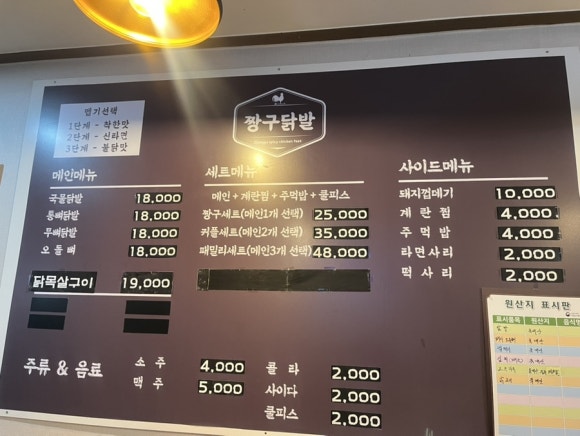 맵기선택
1단계 - 착한맛
2단계 - 신라면
3단계 - 불닭맛
짱구닭발
메인메뉴
국물닭발 18,000
통뼈닭발 18,000
무뼈닭발 18,000
오돌뼈 18,000
닭목살구이 19,000
세트메뉴
메인 + 계란찜 + 주먹밥 + 쿨피스
짱구세트(메인1개 선택) 25,000
커플세트(메인2개 선택) 35,000
패밀리세트(메인3개 선택) 48,000
사이드메뉴
돼지껍데기 10,000
계란찜 4,000
주먹밥 4,000
라면사리 2,000
떡사리 2,000
주류 & 음료
소주 4,000
맥주 5,000
콜라 2,000
사이다 2,000
쿨피스 2,000
원산지 표시판
표시품목 원산지